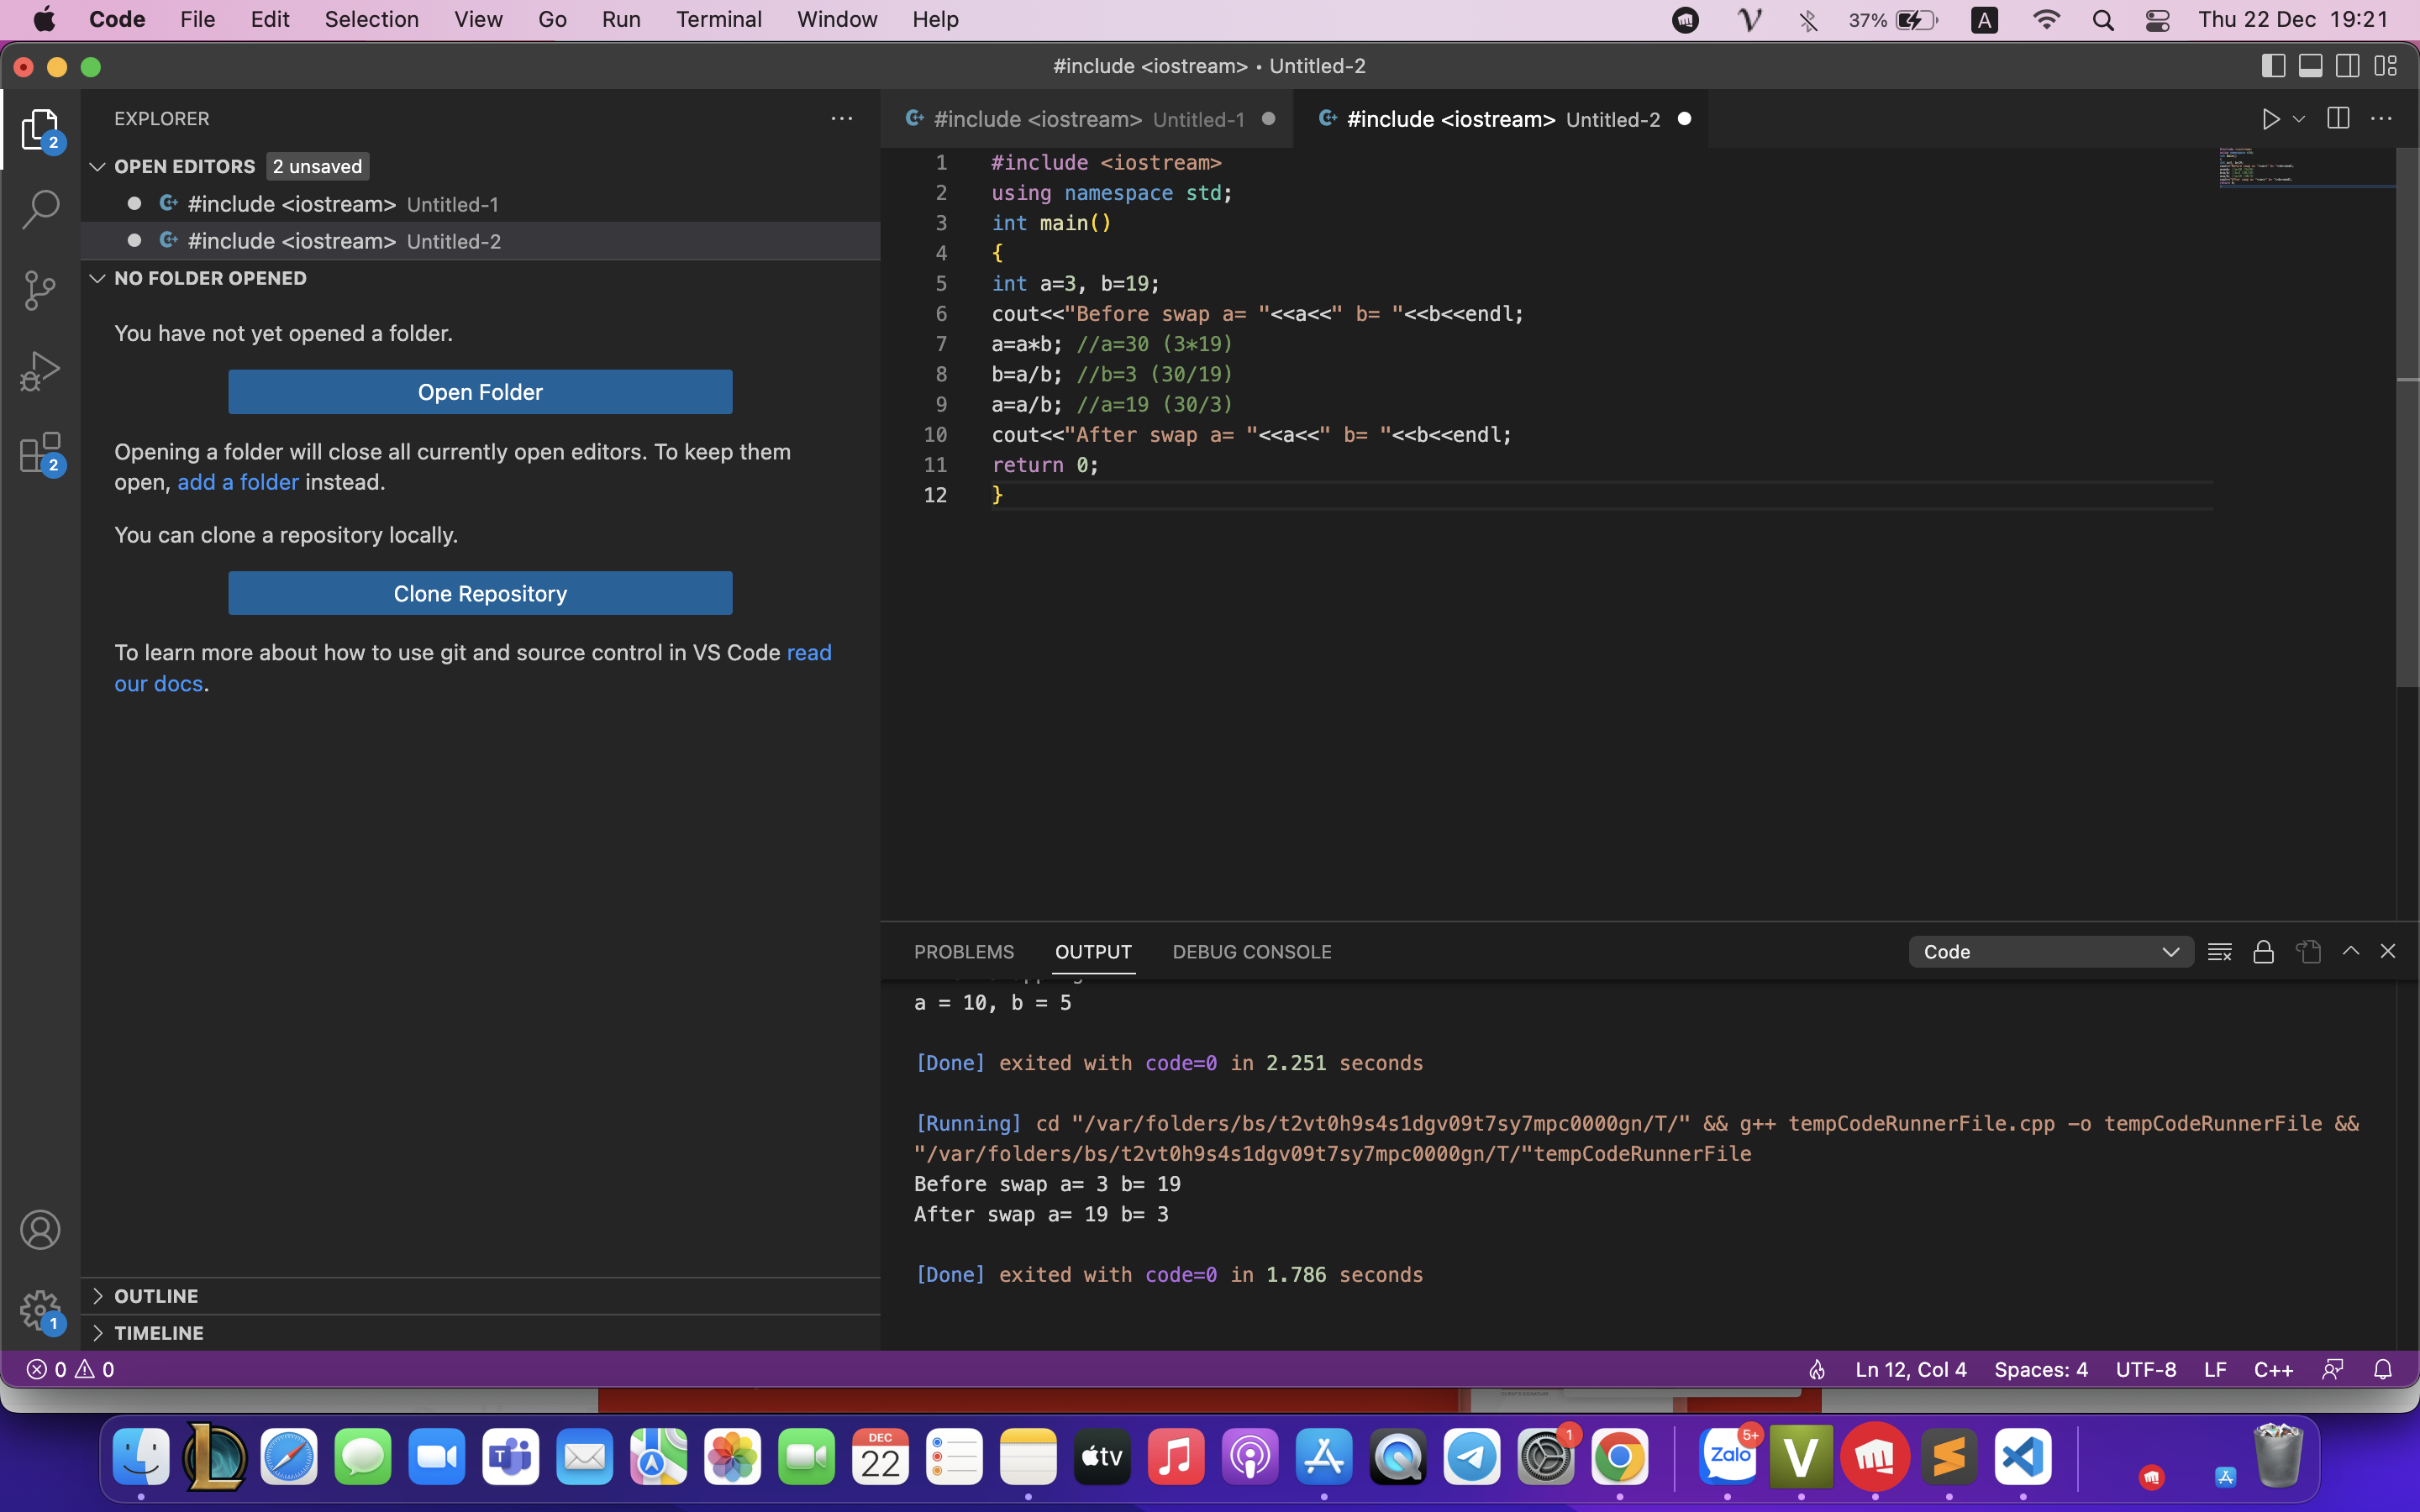 Code File Edit Selection View Go Run Terminal Window Help 37% A Thu 22 Dec 19:21
#include <iostream> • Untitled-2
EXPLORER
OPEN EDITORS 2 unsaved
#include <iostream> Untitled-1
#include <iostream> Untitled-2
NO FOLDER OPENED
You have not yet opened a folder.
Open Folder
Opening a folder will close all currently open editors. To keep them
open, add a folder instead.
You can clone a repository locally.
Clone Repository
To learn more about how to use git and source control in VS Code read
our docs.
OUTLINE
TIMELINE
2
2
1
#include <iostream> Untitled-1 #include <iostream> Untitled-2
1 #include <iostream>
2 using namespace std;
3 int main()
4 {
5 int a=3, b=19;
6 cout<<"Before swap a= "<<a<<" b= "<<b<<endl;
7 a=a*b; //a=30 (3*19)
8 b=a/b; //b=3 (30/19)
9 a=a/b; //a=19 (30/3)
10 cout<<"After swap a= "<<a<<" b= "<<b<<endl;
11 return 0;
12 }
PROBLEMS OUTPUT DEBUG CONSOLE Code
a = 10, b = 5
[Done] exited with code=0 in 2.251 seconds
[Running] cd "/var/folders/bs/t2vt0h9s4s1dgv09t7sy7mpc0000gn/T/" && g++ tempCodeRunnerFile.cpp -o tempCodeRunnerFile &&
"/var/folders/bs/t2vt0h9s4s1dgv09t7sy7mpc0000gn/T/"tempCodeRunnerFile
Before swap a= 3 b= 19
After swap a= 19 b= 3
[Done] exited with code=0 in 1.786 seconds
0 0 Ln 12, Col 4 Spaces: 4 UTF-8 LF C++
DEC
22
tv
1
Zalo 5+
V